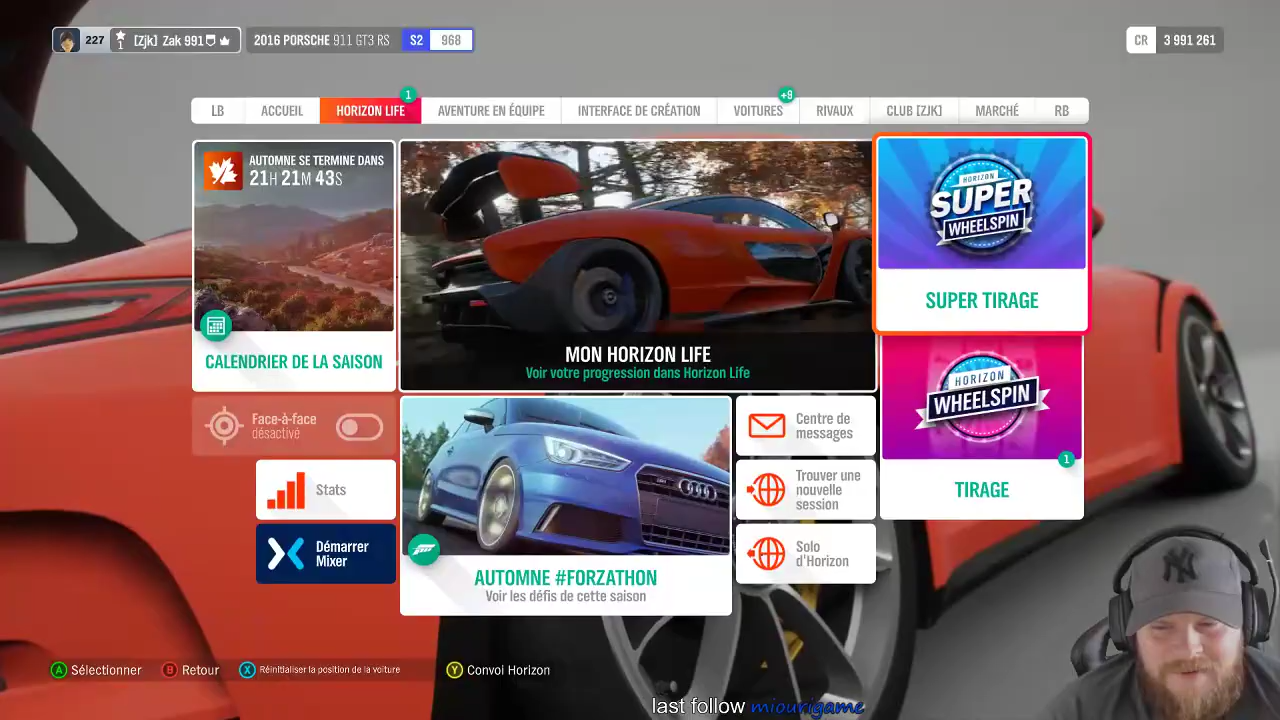 227 1 [Zjk] Zak 991 2016 PORSCHE 911 GT3 RS S2 968
CR 3 991 261
1 +9
LB ACCUEIL HORIZON LIFE AVENTURE EN ÉQUIPE INTERFACE DE CRÉATION VOITURES RIVAUX CLUB [ZJK] MARCHÉ RB
AUTOMNE SE TERMINE DANS
21H 21M 43S
CALENDRIER DE LA SAISON
MON HORIZON LIFE
Voir votre progression dans Horizon Life
HORIZON
SUPER
WHEELSPIN
SUPER TIRAGE
Face-à-face
désactivé
Stats
Démarrer
Mixer
AUTOMNE #FORZATHON
Voir les défis de cette saison
Centre de
messages
Trouver une
nouvelle
session
Solo
d'Horizon
HORIZON
WHEELSPIN
1
TIRAGE
A Sélectionner B Retour X Réinitialiser la position de la voiture Y Convoi Horizon
last follow miourigame